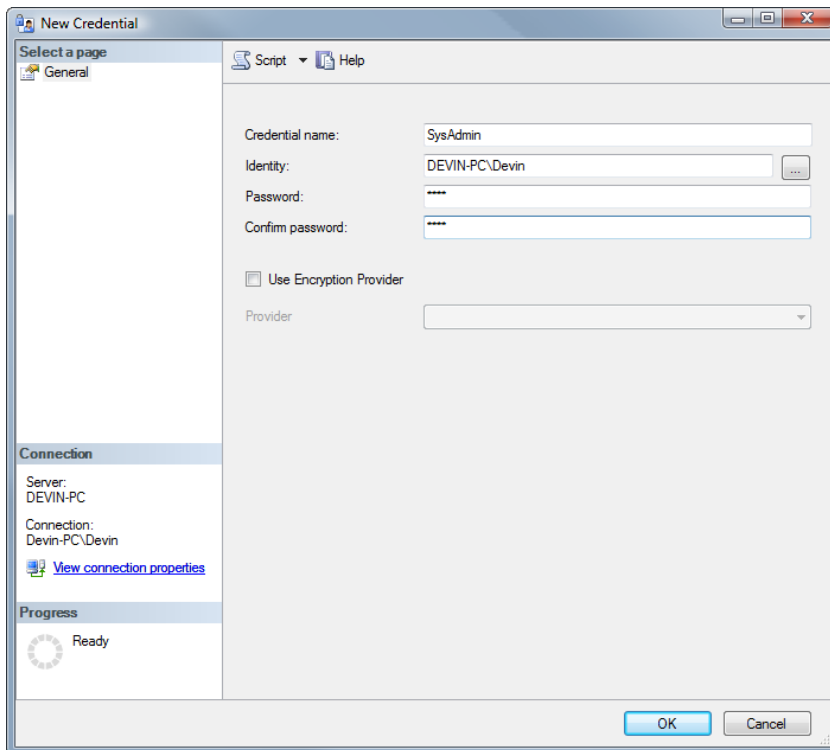 New Credential
Select a page
General
Script Help
Credential name: SysAdmin
Identity: DEVIN-PC\Devin ...
Password: ****
Confirm password: ****
Use Encryption Provider
Provider
Connection
Server:
DEVIN-PC
Connection:
Devin-PC\Devin
View connection properties
Progress
Ready
OK Cancel